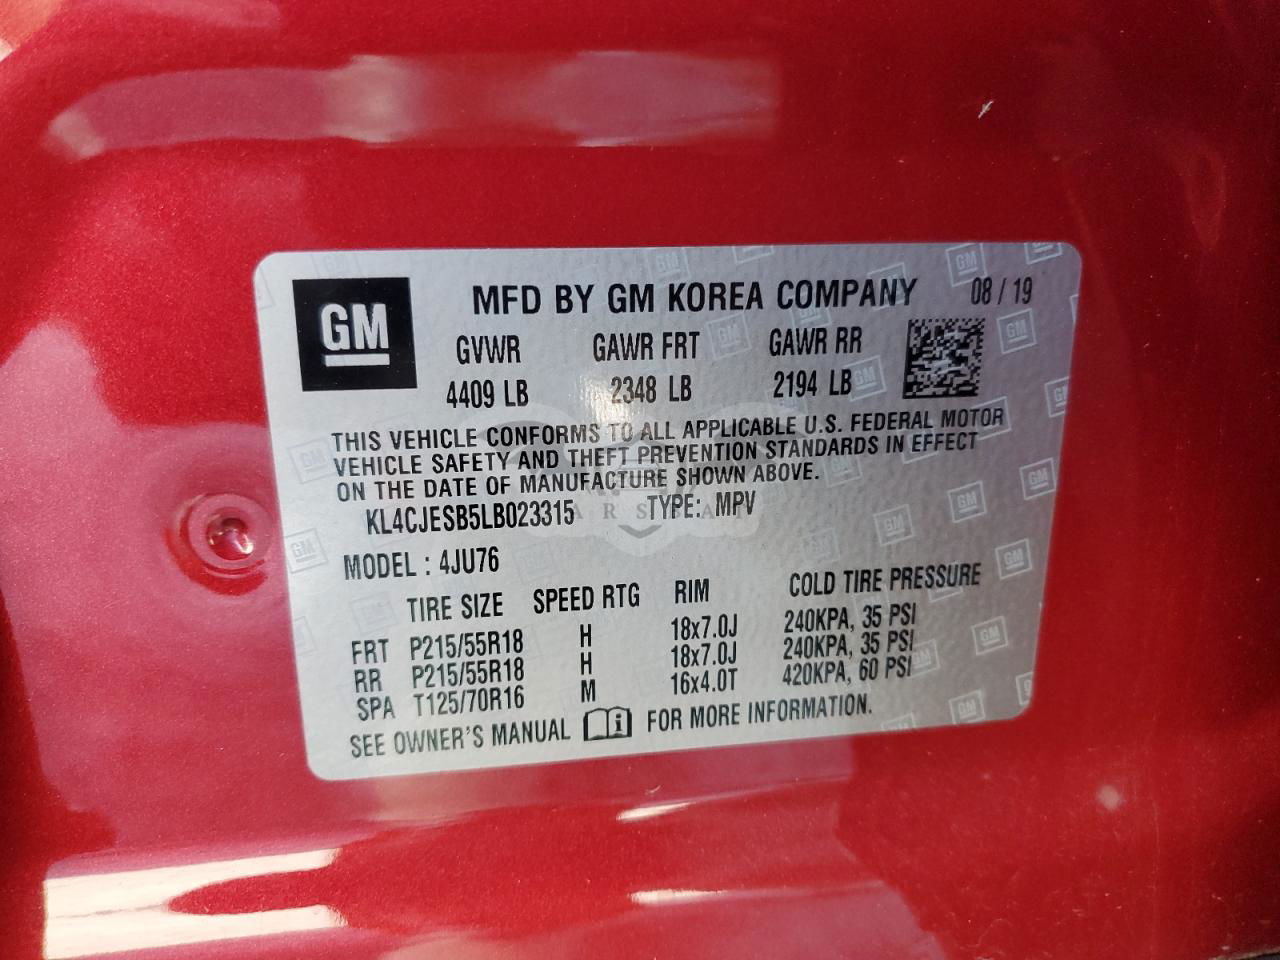 GM
MFD BY GM KOREA COMPANY 08 / 19
GVWR GAWR FRT GAWR RR
4409 LB 2348 LB 2194 LB
THIS VEHICLE CONFORMS TO ALL APPLICABLE U.S. FEDERAL MOTOR
VEHICLE SAFETY AND THEFT PREVENTION STANDARDS IN EFFECT
ON THE DATE OF MANUFACTURE SHOWN ABOVE.
KL4CJESB5LB023315 TYPE: MPV
MODEL : 4JU76
TIRE SIZE SPEED RTG RIM COLD TIRE PRESSURE
FRT P215/55R18 H 18x7.0J 240KPA, 35 PSI
RR P215/55R18 H 18x7.0J 240KPA, 35 PSI
SPA T125/70R16 M 16x4.0T 420KPA, 60 PSI
SEE OWNER'S MANUAL i FOR MORE INFORMATION.